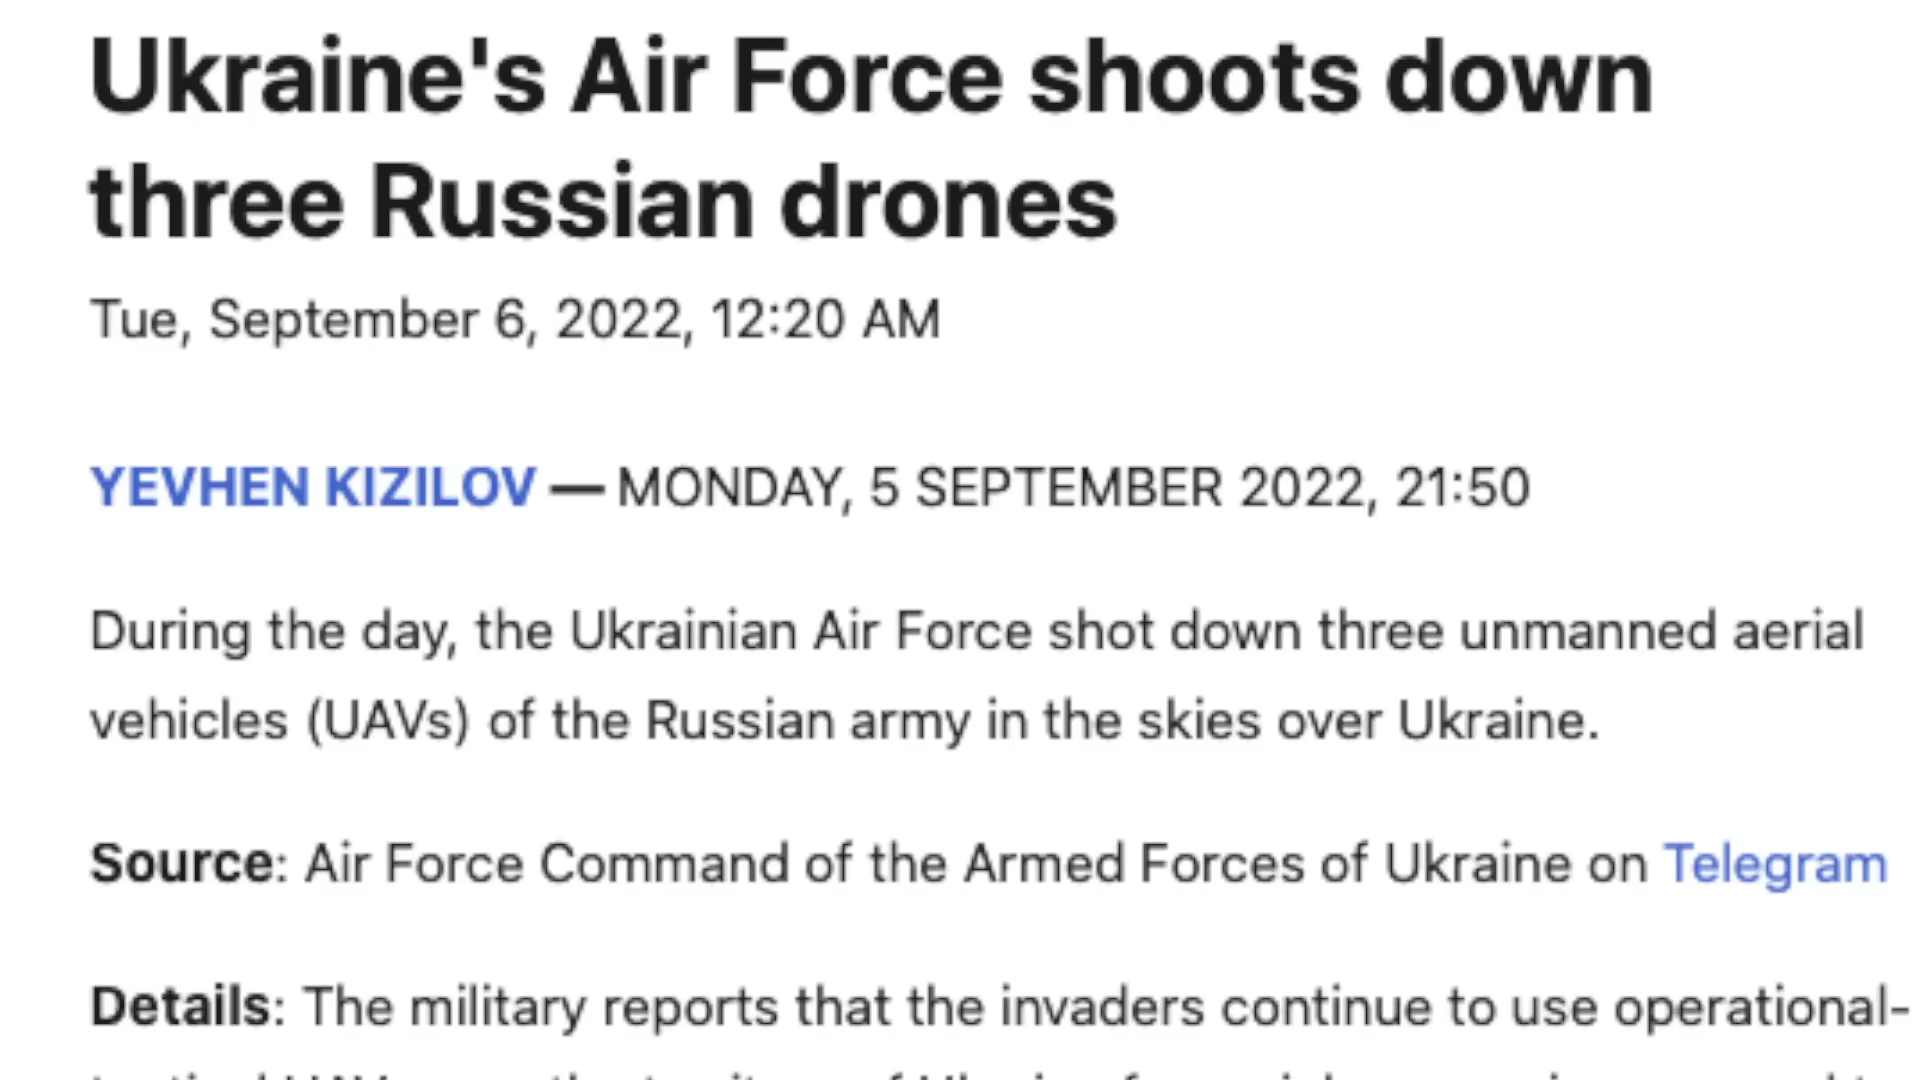 Ukraine's Air Force shoots down
three Russian drones
Tue, September 6, 2022, 12:20 AM
YEVHEN KIZILOV — MONDAY, 5 SEPTEMBER 2022, 21:50
During the day, the Ukrainian Air Force shot down three unmanned aerial
vehicles (UAVs) of the Russian army in the skies over Ukraine.
Source: Air Force Command of the Armed Forces of Ukraine on Telegram
Details: The military reports that the invaders continue to use operational-